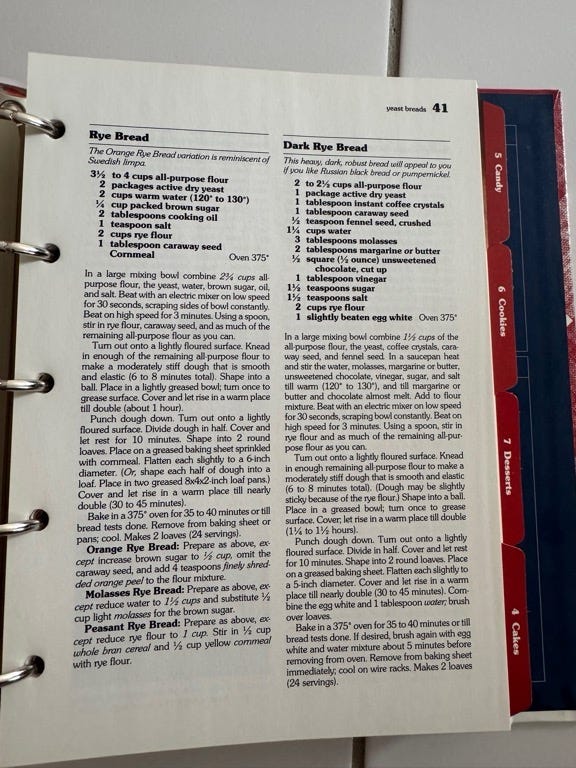 yeast breads 41
Rye Bread
The Orange Rye Bread variation is reminiscent of
Swedish limpa.
3½ to 4 cups all-purpose flour
2 packages active dry yeast
2 cups warm water (120° to 130°)
¼ cup packed brown sugar
2 tablespoons cooking oil
1 teaspoon salt
2 cups rye flour
1 tablespoon caraway seed
Cornmeal Oven 375°
In a large mixing bowl combine 2¾ cups all-
purpose flour, the yeast, water, brown sugar, oil,
and salt. Beat with an electric mixer on low speed
for 30 seconds, scraping sides of bowl constantly.
Beat on high speed for 3 minutes. Using a spoon,
stir in rye flour, caraway seed, and as much of the
remaining all-purpose flour as you can.
Turn out onto a lightly floured surface. Knead
in enough of the remaining all-purpose flour to
make a moderately stiff dough that is smooth
and elastic (6 to 8 minutes total). Shape into a
ball. Place in a lightly greased bowl; turn once to
grease surface. Cover and let rise in a warm place
till double (about 1 hour).
Punch dough down. Turn out onto a lightly
floured surface. Divide dough in half. Cover and
let rest for 10 minutes. Shape into 2 round
loaves. Place on a greased baking sheet sprinkled
with cornmeal. Flatten each slightly to a 6-inch
diameter. (Or, shape each half of dough into a
loaf. Place in two greased 8x4x2-inch loaf pans.)
Cover and let rise in a warm place till nearly
double (30 to 45 minutes).
Bake in a 375° oven for 35 to 40 minutes or till
bread tests done. Remove from baking sheet or
pans; cool. Makes 2 loaves (24 servings).
Orange Rye Bread: Prepare as above, ex-
cept increase brown sugar to ½ cup, omit the
caraway seed, and add 4 teaspoons finely shred-
ded orange peel to the flour mixture.
Molasses Rye Bread: Prepare as above, ex-
cept reduce water to 1½ cups and substitute ½
cup light molasses for the brown sugar.
Peasant Rye Bread: Prepare as above, ex-
cept reduce rye flour to 1 cup. Stir in ½ cup
whole bran cereal and ⅓ cup yellow cornmeal
with rye flour.
Dark Rye Bread
This heavy, dark, robust bread will appeal to you
if you like Russian black bread or pumpernickel.
2 to 2½ cups all-purpose flour
1 package active dry yeast
1 tablespoon instant coffee crystals
1 tablespoon caraway seed
½ teaspoon fennel seed, crushed
1¼ cups water
3 tablespoons molasses
2 tablespoons margarine or butter
½ square (½ ounce) unsweetened
chocolate, cut up
1 tablespoon vinegar
1½ teaspoons sugar
1½ teaspoons salt
2 cups rye flour
1 slightly beaten egg white Oven 375°
In a large mixing bowl combine 1½ cups of the
all-purpose flour, the yeast, coffee crystals, cara-
way seed, and fennel seed. In a saucepan heat
and stir the water, molasses, margarine or butter,
unsweetened chocolate, vinegar, sugar, and salt
till warm (120° to 130°), and till margarine or
butter and chocolate almost melt. Add to flour
mixture. Beat with an electric mixer on low speed
for 30 seconds, scraping bowl constantly. Beat on
high speed for 3 minutes. Using a spoon, stir in
rye flour and as much of the remaining all-pur-
pose flour as you can.
Turn out onto a lightly floured surface. Knead
in enough remaining all-purpose flour to make a
moderately stiff dough that is smooth and elastic
(6 to 8 minutes total). (Dough may be slightly
sticky because of the rye flour.) Shape into a ball.
Place in a greased bowl; turn once to grease
surface. Cover; let rise in a warm place till double
(1¼ to 1½ hours).
Punch dough down. Turn out onto a lightly
floured surface. Divide in half. Cover and let rest
for 10 minutes. Shape into 2 round loaves. Place
on a greased baking sheet. Flatten each slightly to
a 5-inch diameter. Cover and let rise in a warm
place till nearly double (30 to 45 minutes). Com-
bine the egg white and 1 tablespoon water; brush
over loaves.
Bake in a 375° oven for 35 to 40 minutes or till
bread tests done. If desired, brush again with egg
white and water mixture about 5 minutes before
removing from oven. Remove from baking sheet
immediately; cool on wire racks. Makes 2 loaves
(24 servings).
5 Candy
6 Cookies
7 Desserts
4 Cakes